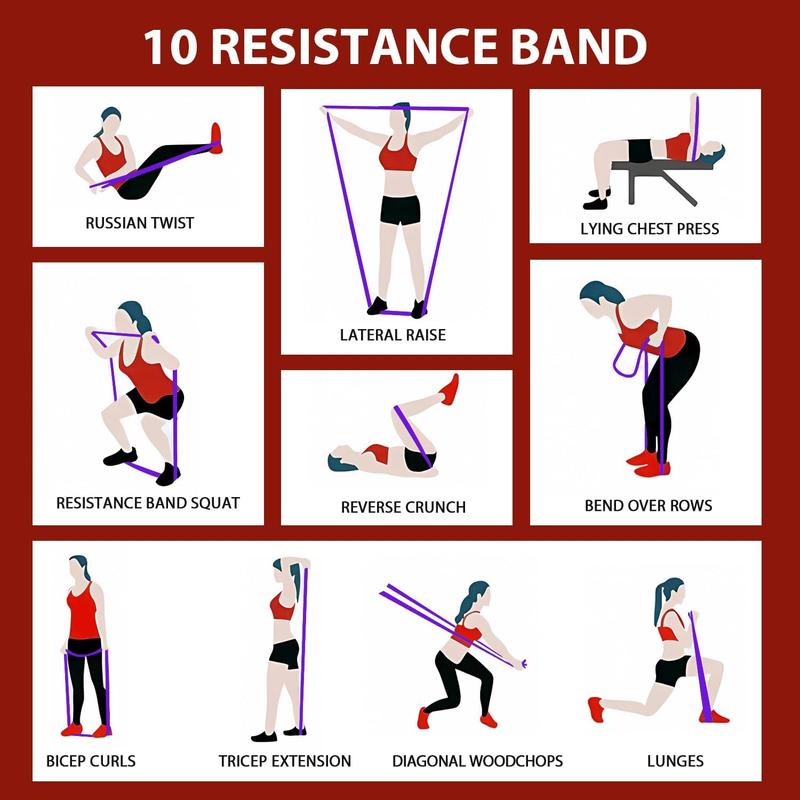 10 RESISTANCE BAND
RUSSIAN TWIST
LATERAL RAISE
LYING CHEST PRESS
RESISTANCE BAND SQUAT
REVERSE CRUNCH
BEND OVER ROWS
BICEP CURLS
TRICEP EXTENSION
DIAGONAL WOODCHOPS
LUNGES